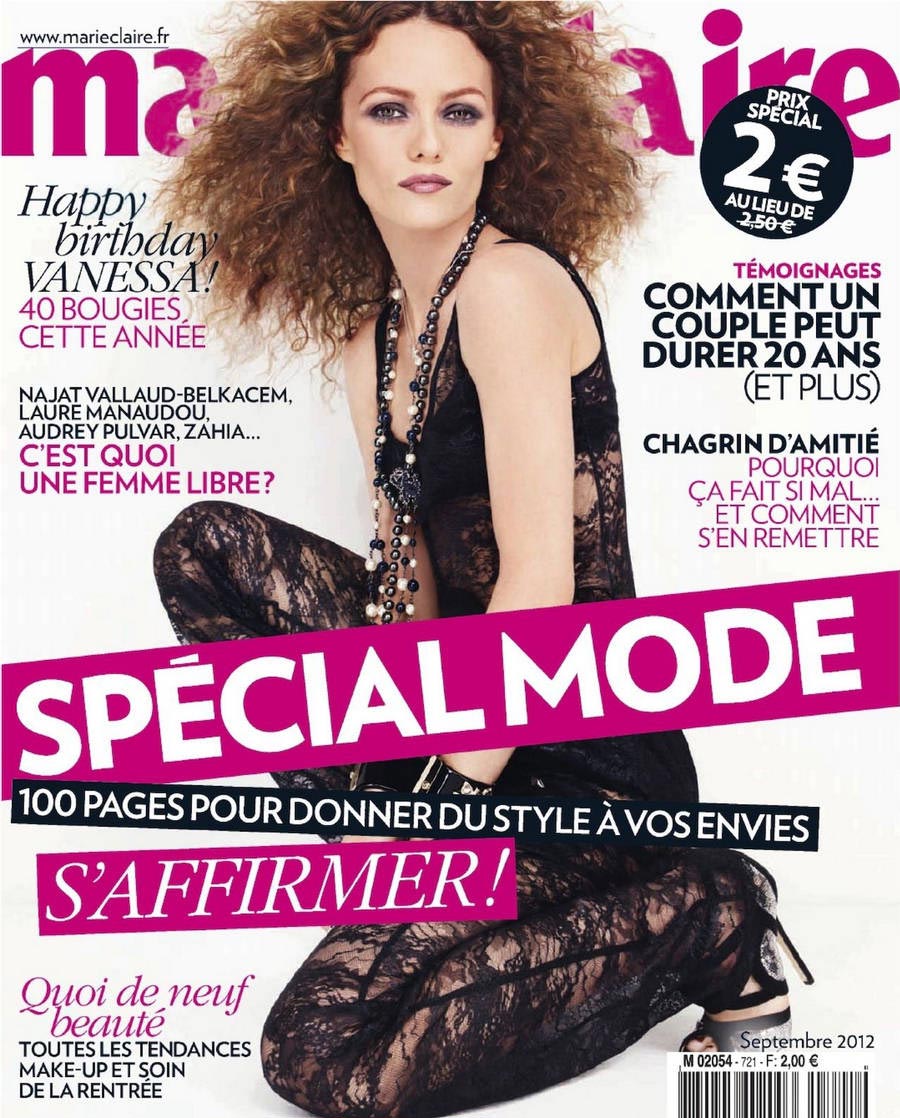 www.marieclaire.fr
ma laire
PRIX
SPÉCIAL
2€
AU LIEU DE
2,50 €
Happy
birthday
VANESSA!
40 BOUGIES
CETTE ANNÉE
NAJAT VALLAUD-BELKACEM,
LAURE MANAUDOU,
AUDREY PULVAR, ZAHIA...
C'EST QUOI
UNE FEMME LIBRE?
TÉMOIGNAGES
COMMENT UN
COUPLE PEUT
DURER 20 ANS
(ET PLUS)
CHAGRIN D'AMITIÉ
POURQUOI
ÇA FAIT SI MAL...
ET COMMENT
S'EN REMETTRE
SPÉCIAL MODE
100 PAGES POUR DONNER DU STYLE À VOS ENVIES
S'AFFIRMER!
Quoi de neuf
beauté
TOUTES LES TENDANCES
MAKE-UP ET SOIN
DE LA RENTRÉE
Septembre 2012
M 02054 - 721 - F: 2,00 €